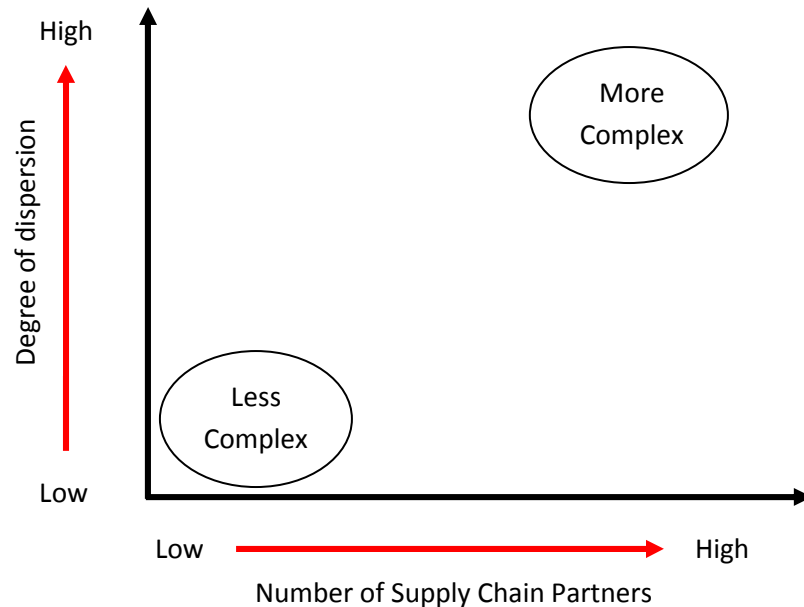 High
More
Complex
Degree of dispersion
Less
Complex
Low
Low
High
Number of Supply Chain Partners